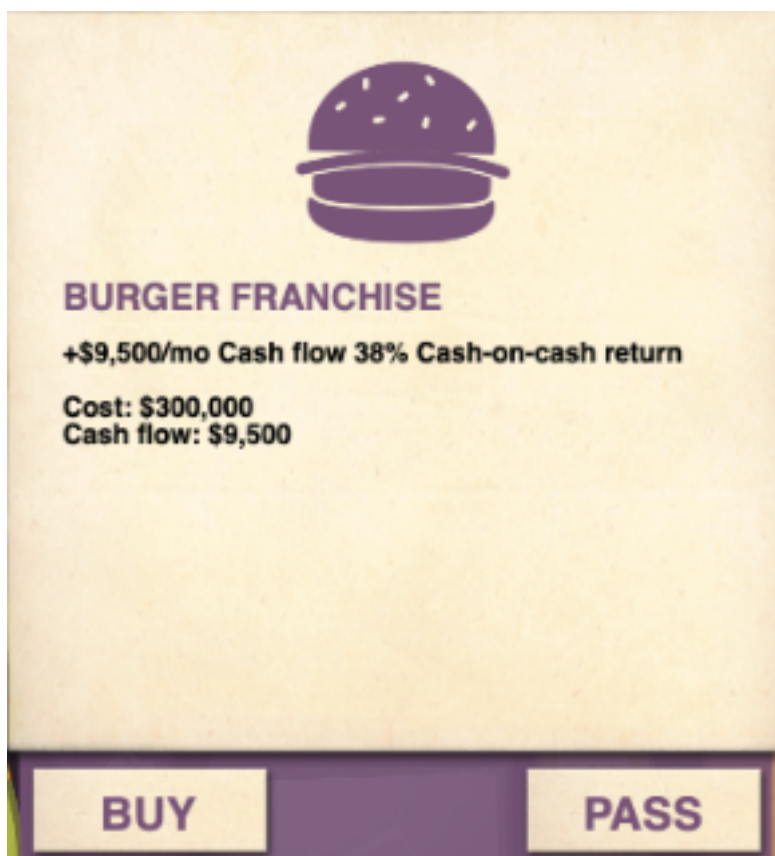 BURGER FRANCHISE
+$9,500/mo Cash flow 38% Cash-on-cash return
Cost: $300,000
Cash flow: $9,500
BUY
PASS